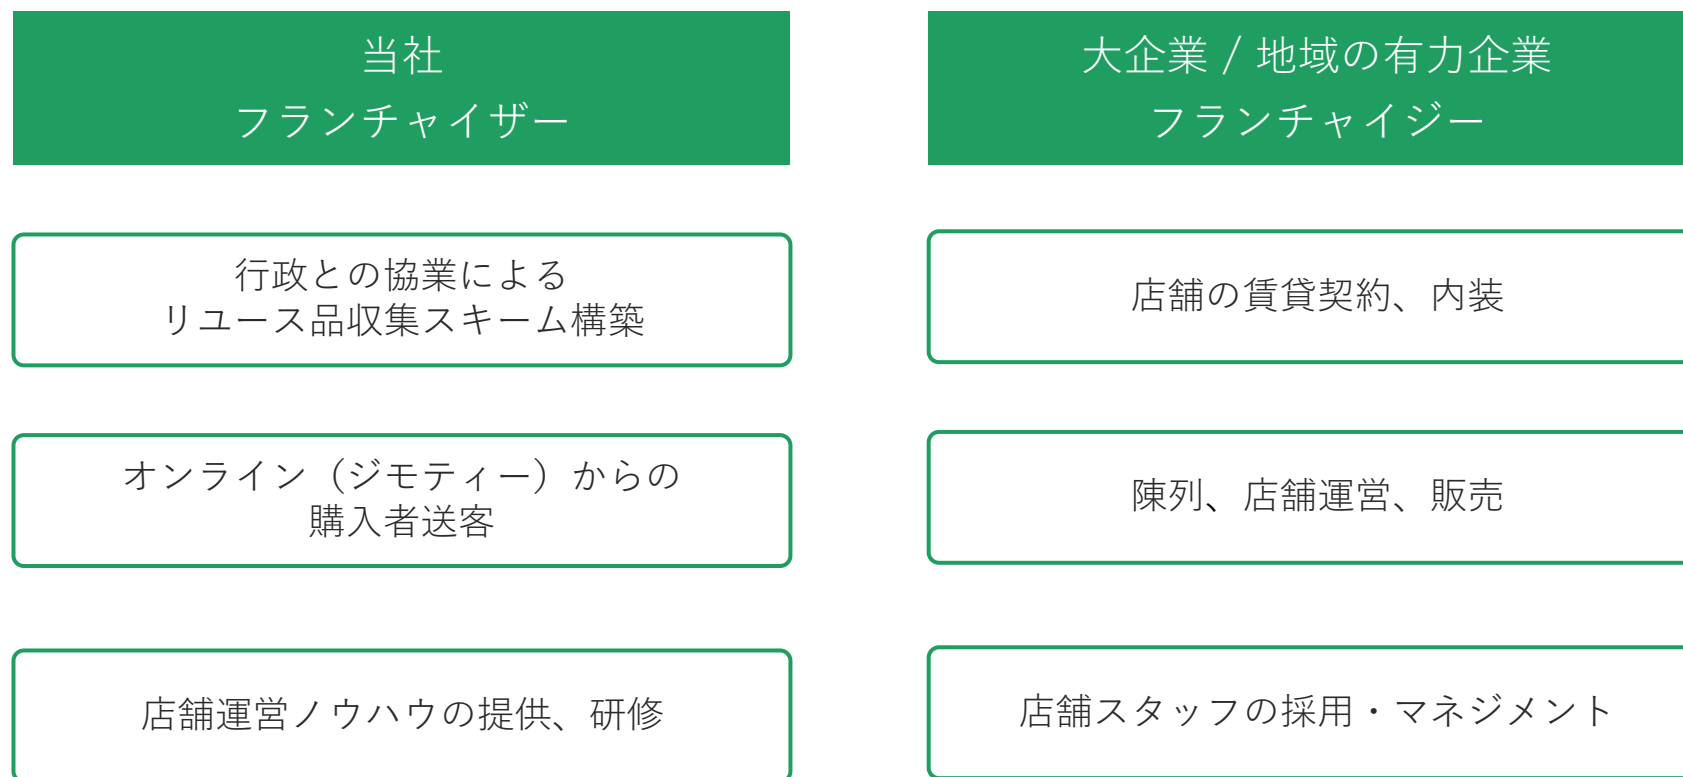 当社
フランチャイザー
行政との協業による
リユース品収集スキーム構築
オンライン（ジモティー）からの
購入者送客
店舗運営ノウハウの提供、研修
大企業 / 地域の有力企業
フランチャイジー
店舗の賃貸契約、内装
陳列、店舗運営、販売
店舗スタッフの採用・マネジメント